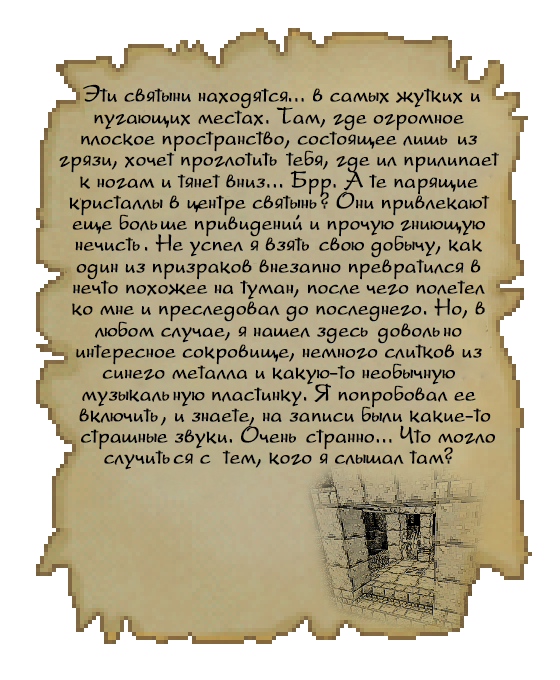 Эти святыни находятся... в самых жутких и
пугающих местах. Там, где огромное
плоское пространство, состоящее лишь из
грязи, хочет проглотить тебя, где ил прилипает
к ногам и тянет вниз... Брр. А те парящие
кристаллы в центре святынь? Они привлекают
еще больше привидений и прочую гниющую
нечисть. Не успел я взять свою добычу, как
один из призраков внезапно превратился в
нечто похожее на туман, после чего полетел
ко мне и преследовал до последнего. Но, в
любом случае, я нашел здесь довольно
интересное сокровище, немного слитков из
синего металла и какую-то необычную
музыкальную пластинку. Я попробовал ее
включить, и знаете, на записи были какие-то
страшные звуки. Очень странно... Что могло
случиться с тем, кого я слышал там?